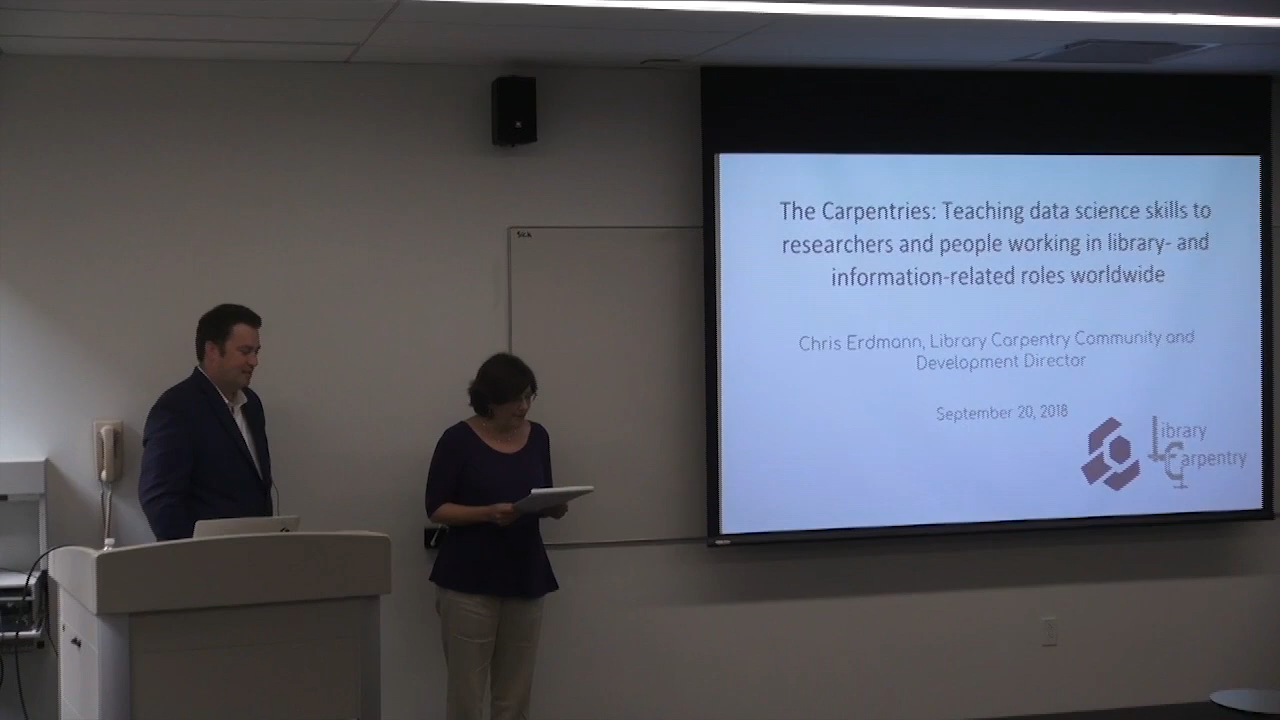 The Carpentries: Teaching data science skills to
researchers and people working in library- and
information-related roles worldwide
Chris Erdmann, Library Carpentry Community and
Development Director
September 20, 2018
Library
Carpentry